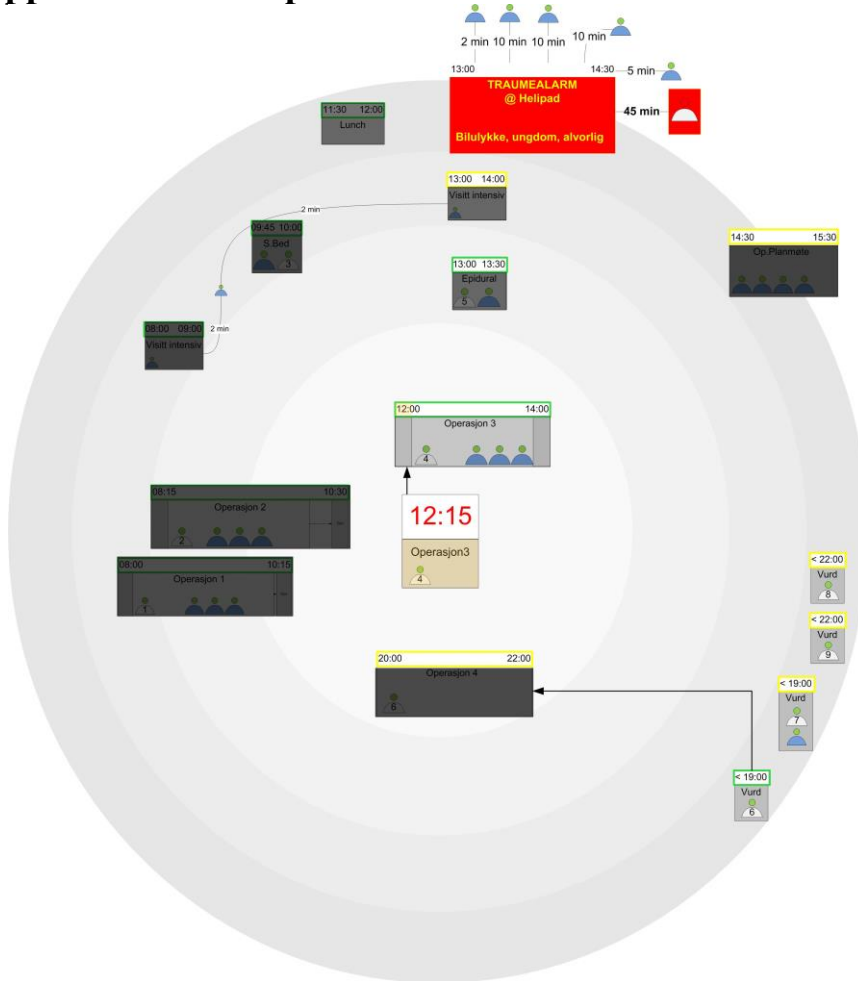 2 min 10 min 10 min 10 min
13:00 14:30
5 min
TRAUMEALARM
@ Helipad
Bilulykke, ungdom, alvorlig
45 min
11:30 12:00
Lunch
13:00 14:00
Visitt intensiv
2 min
09:45 10:00
S.Bed
3
14:30 15:30
Op.Planmøte
13:00 13:30
Epidural
5
08:00 09:00
Visitt intensiv
2 min
12:00 14:00
Operasjon 3
4
08:15 10:30
Operasjon 2
2
12:15
Operasjon3
4
08:00 10:15
Operasjon 1
1
< 22:00
Vurd
8
< 22:00
Vurd
9
20:00 22:00
Operasjon 4
6
< 19:00
Vurd
7
< 19:00
Vurd
6